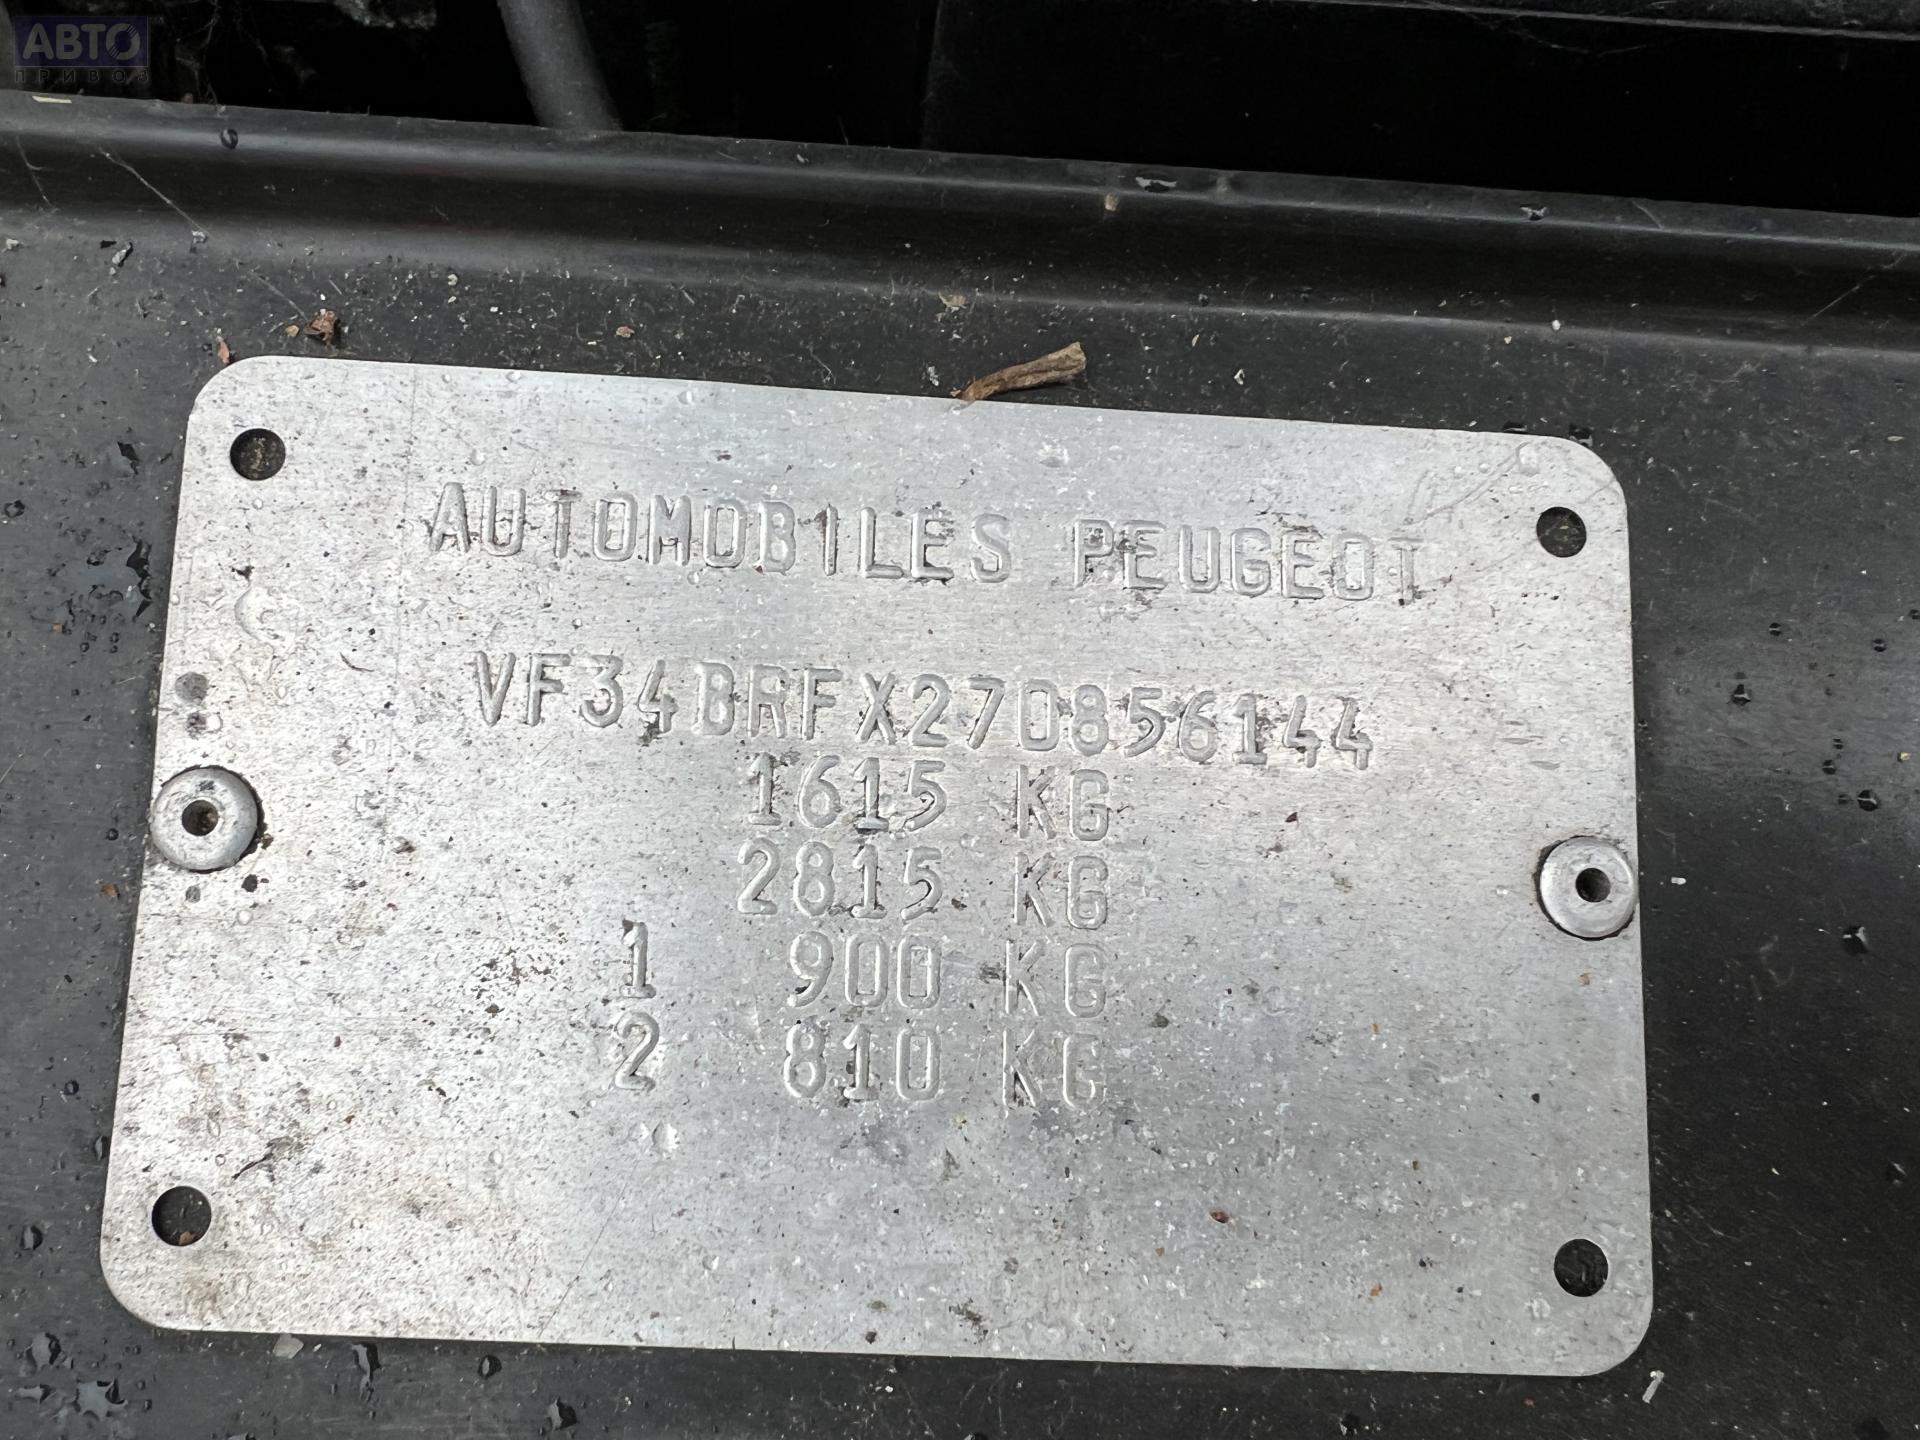 АВТО
ПРИВОЗ
AUTOMOBILES PEUGEOT
VF34BRFX270856144
1615 KG
2815 KG
1 900 KG
2 810 KG